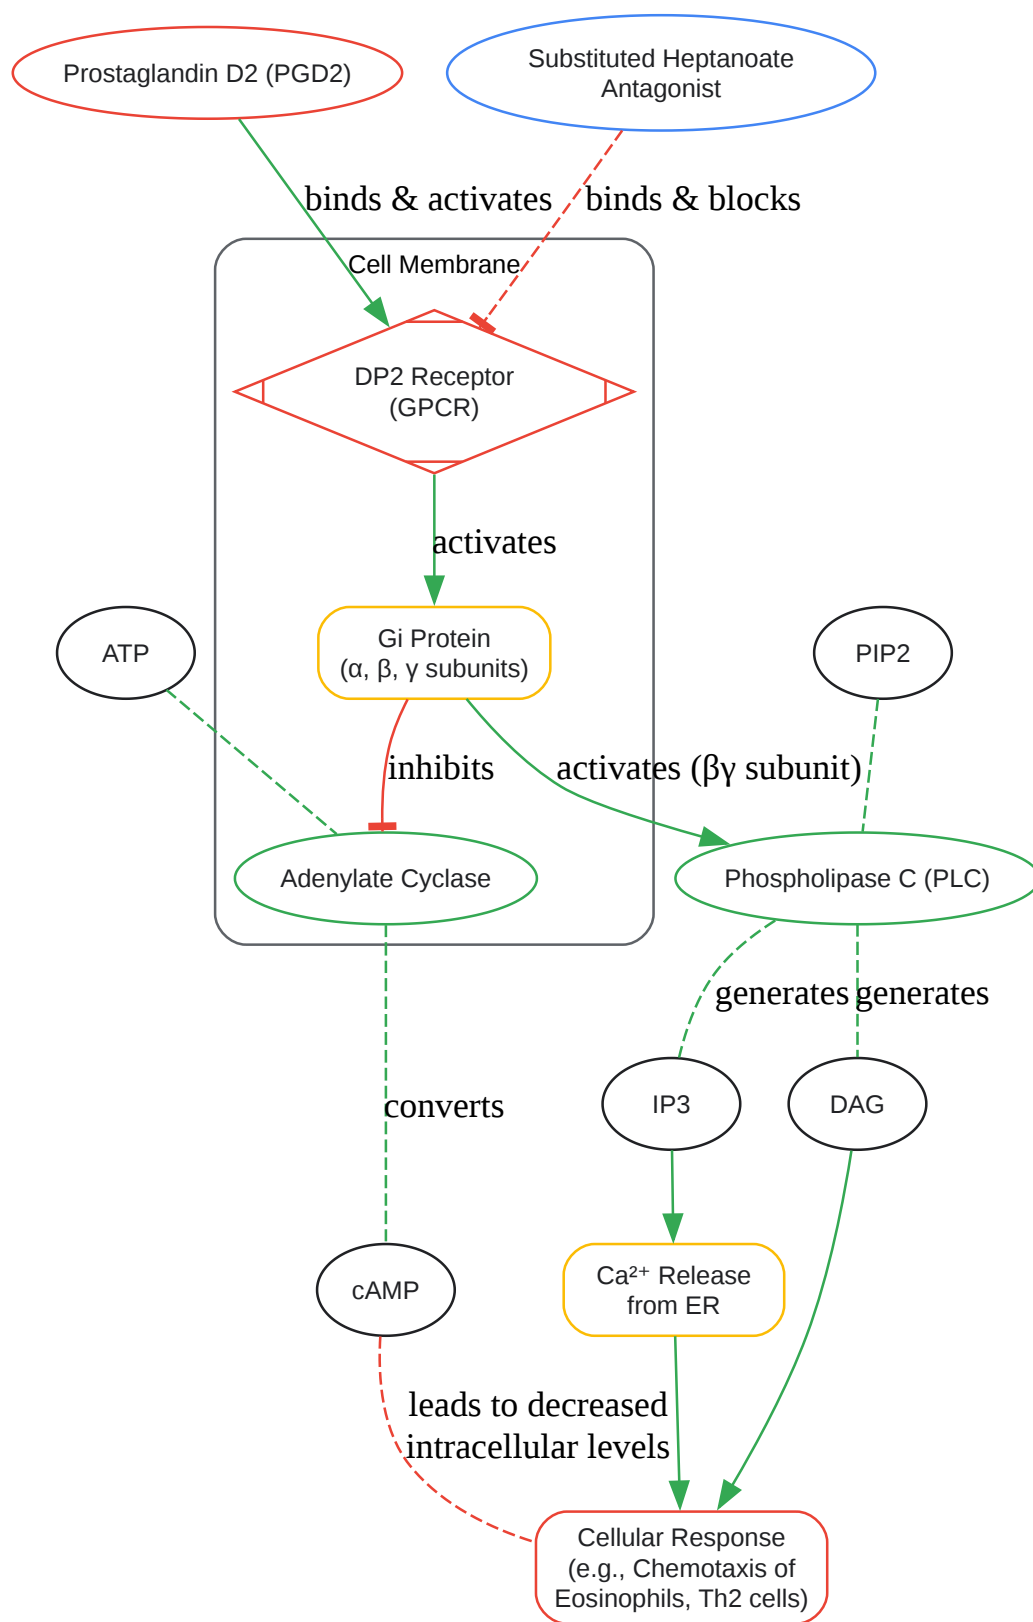 Prostaglandin D2 (PGD2)
Substituted Heptanoate
Antagonist
binds & activates
binds & blocks
Cell Membrane
DP2 Receptor
(GPCR)
activates
ATP
Gi Protein
(α, β, γ subunits)
PIP2
inhibits
activates (βγ subunit)
Adenylate Cyclase
Phospholipase C (PLC)
generates
generates
converts
IP3
DAG
cAMP
Ca²⁺ Release
from ER
leads to decreased
intracellular levels
Cellular Response
(e.g., Chemotaxis of
Eosinophils, Th2 cells)